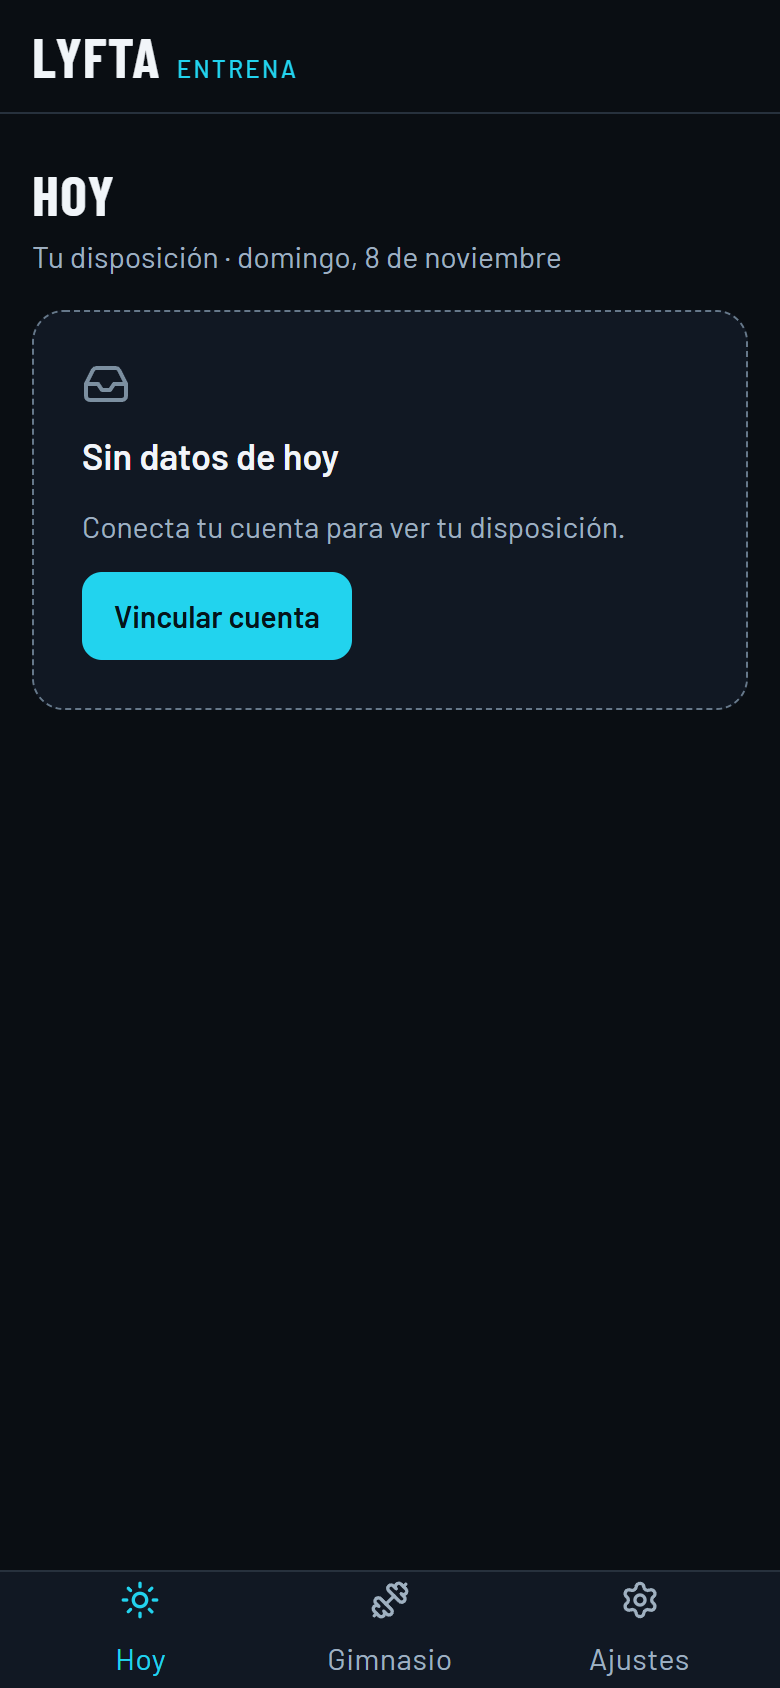 LYFTA ENTRENA
HOY
Tu disposición · domingo, 8 de noviembre
Sin datos de hoy
Conecta tu cuenta para ver tu disposición.
Vincular cuenta
Hoy Gimnasio Ajustes